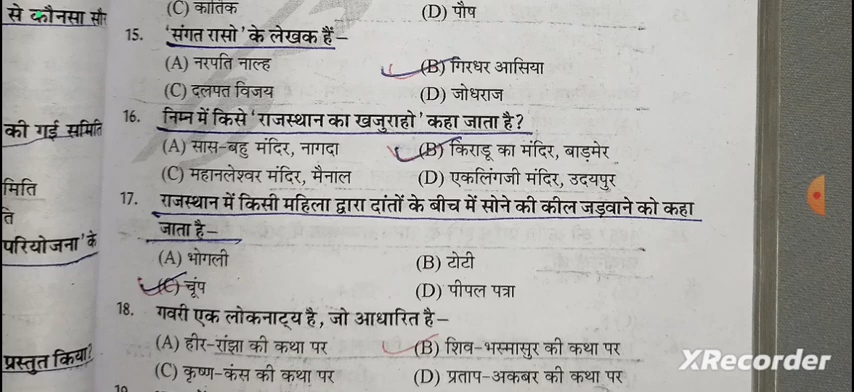 से कौनसा सौर
की गई समिति
मिति
ति
परियोजना' के
प्रस्तुत किया?
(C) कार्तिक
(D) पौष
15. 'संगत रासो' के लेखक हैं–
(A) नरपति नाल्ह
(B) गिरधर आसिया
(C) दलपत विजय
(D) जोधराज
16. निम्न में किसे 'राजस्थान का खजुराहो' कहा जाता है?
(A) सास-बहु मंदिर, नागदा
(B) किराडू का मंदिर, बाड़मेर
(C) महानलेश्वर मंदिर, मैनाल
(D) एकलिंगजी मंदिर, उदयपुर
17. राजस्थान में किसी महिला द्वारा दांतों के बीच में सोने की कील जड़वाने को कहा
जाता है–
(A) भोगली
(B) टोटी
(C) चूंप
(D) पीपल पत्रा
18. गवरी एक लोकनाट्य है, जो आधारित है–
(A) हीर-रांझा की कथा पर
(B) शिव-भस्मासुर की कथा पर
(C) कृष्ण-कंस की कथा पर
(D) प्रताप-अकबर की कथा पर
XRecorder